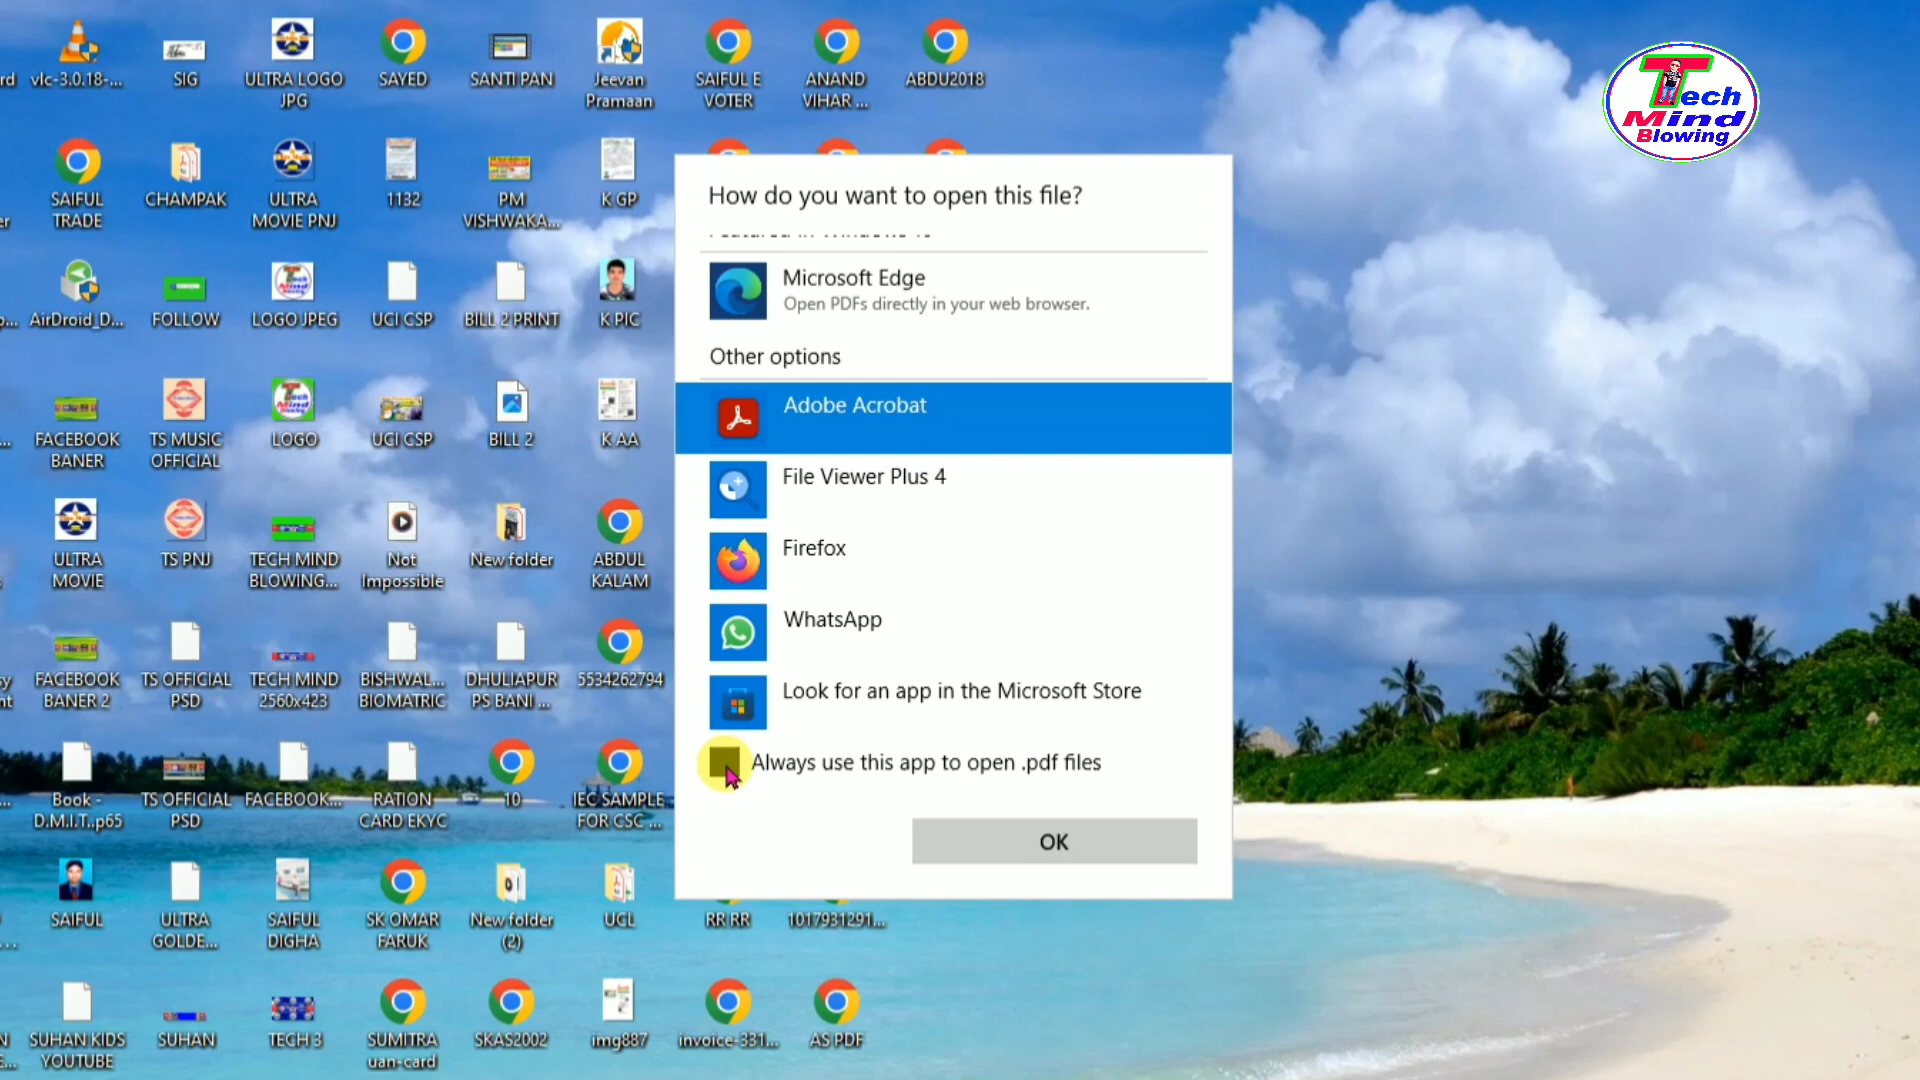 rd
vlc-3.0.18-...
SIG
ULTRA LOGO
JPG
SAYED
SANTI PAN
Jeevan
Pramaan
SAIFUL E
VOTER
ANAND
VIHAR ...
ABDU2018
Tech
Mind
Blowing
er
SAIFUL
TRADE
CHAMPAK
ULTRA
MOVIE PNJ
1132
PM
VISHWAKA...
K GP
How do you want to open this file?
Microsoft Edge
Open PDFs directly in your web browser.
Other options
Adobe Acrobat
File Viewer Plus 4
Firefox
WhatsApp
Look for an app in the Microsoft Store
Always use this app to open .pdf files
OK
p...
AirDroid_D...
FOLLOW
LOGO JPEG
UCI CSP
BILL 2 PRINT
K PIC
...
FACEBOOK
BANER
TS MUSIC
OFFICIAL
LOGO
UCI CSP
BILL 2
K AA
ULTRA
MOVIE
TS PNJ
TECH MIND
BLOWING...
Not
Impossible
New folder
ABDUL
KALAM
sy
nt
FACEBOOK
BANER 2
TS OFFICIAL
PSD
TECH MIND
2560x423
BISHWAL...
BIOMATRIC
DHULIAPUR
PS BANI ...
5534262794
...
Book -
D.M.I.T..p65
TS OFFICIAL
PSD
FACEBOOK...
RATION
CARD EKYC
10
IEC SAMPLE
FOR CSC ...
...
SAIFUL
ULTRA
GOLDE...
SAIFUL
DIGHA
SK OMAR
FARUK
New folder
(2)
UCL
RR RR
1017931291...
N
E...
SUHAN KIDS
YOUTUBE
SUHAN
TECH 3
SUMITRA
uan-card
SKAS2002
img887
invoice-331...
AS PDF